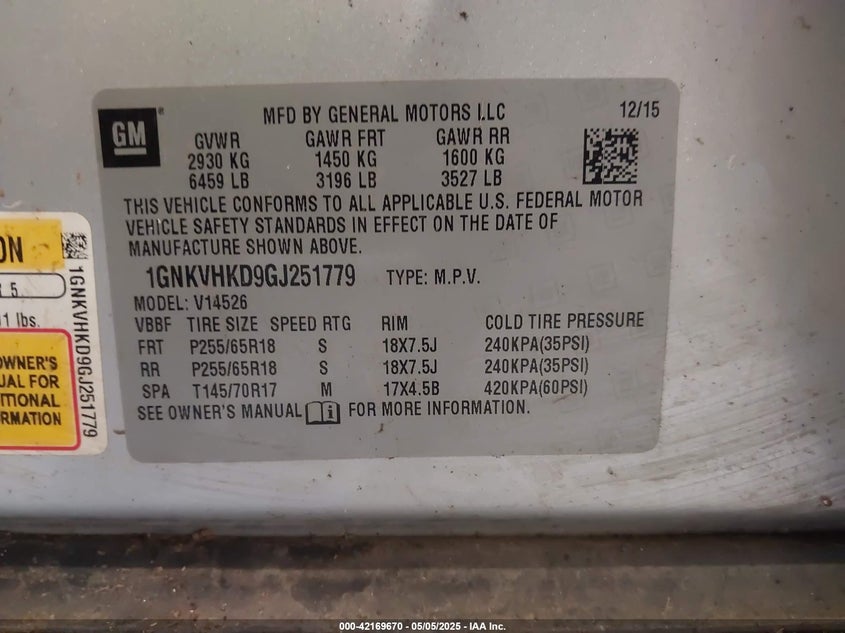 GM
MFD BY GENERAL MOTORS LLC 12/15
GVWR GAWR FRT GAWR RR
2930 KG 1450 KG 1600 KG
6459 LB 3196 LB 3527 LB
THIS VEHICLE CONFORMS TO ALL APPLICABLE U.S. FEDERAL MOTOR
VEHICLE SAFETY STANDARDS IN EFFECT ON THE DATE OF
MANUFACTURE SHOWN ABOVE.
1GNKVHKD9GJ251779 TYPE: M.P.V.
MODEL: V14526
VBBF TIRE SIZE SPEED RTG RIM COLD TIRE PRESSURE
FRT P255/65R18 S 18X7.5J 240KPA(35PSI)
RR P255/65R18 S 18X7.5J 240KPA(35PSI)
SPA T145/70R17 M 17X4.5B 420KPA(60PSI)
SEE OWNER'S MANUAL FOR MORE INFORMATION.
ON
R 5
1 lbs.
OWNER'S
UAL FOR
ITIONAL
RMATION
1GNKVHKD9GJ251779
000-42169670 - 05/05/2025 - IAA Inc.